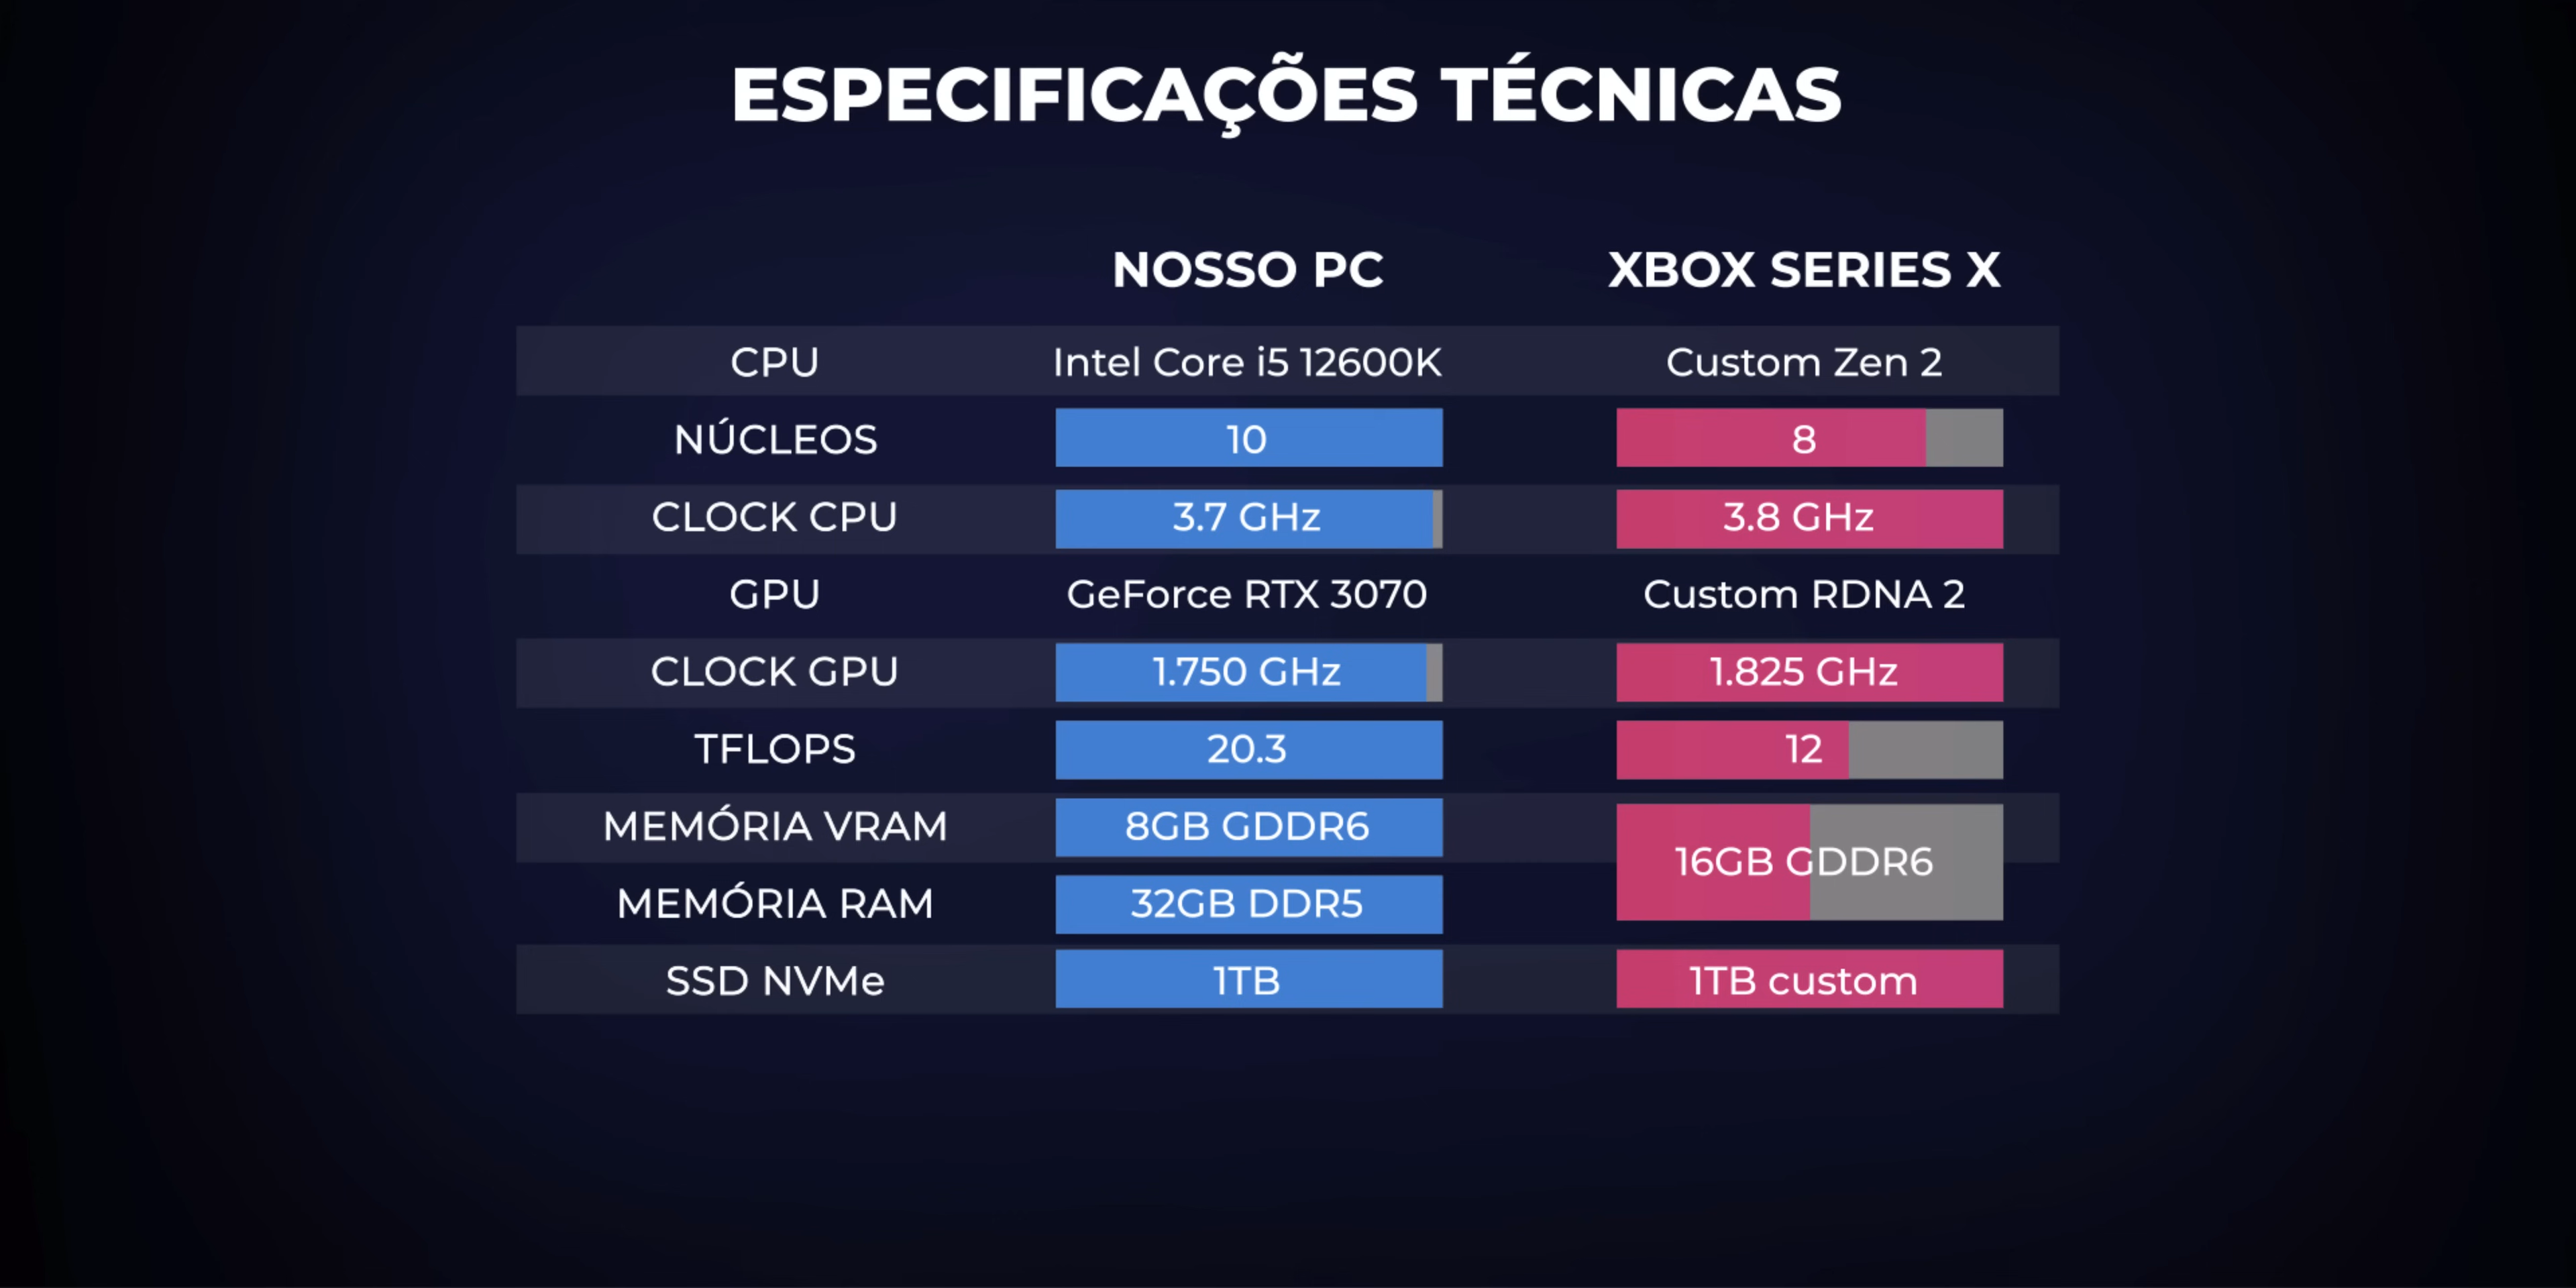 ESPECIFICAÇÕES TÉCNICAS
NOSSO PC XBOX SERIES X
CPU Intel Core i5 12600K Custom Zen 2
NÚCLEOS 10 8
CLOCK CPU 3.7 GHz 3.8 GHz
GPU GeForce RTX 3070 Custom RDNA 2
CLOCK GPU 1.750 GHz 1.825 GHz
TFLOPS 20.3 12
MEMÓRIA VRAM 8GB GDDR6
16GB GDDR6
MEMÓRIA RAM 32GB DDR5
SSD NVMe 1TB 1TB custom